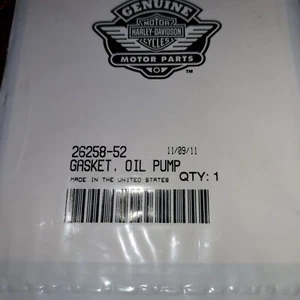 GENUINE
MOTOR
HARLEY-DAVIDSON
CYCLES
MOTOR PARTS
TM
26258-52 11/09/11
GASKET, OIL PUMP
MADE IN THE UNITED STATES QTY: 1